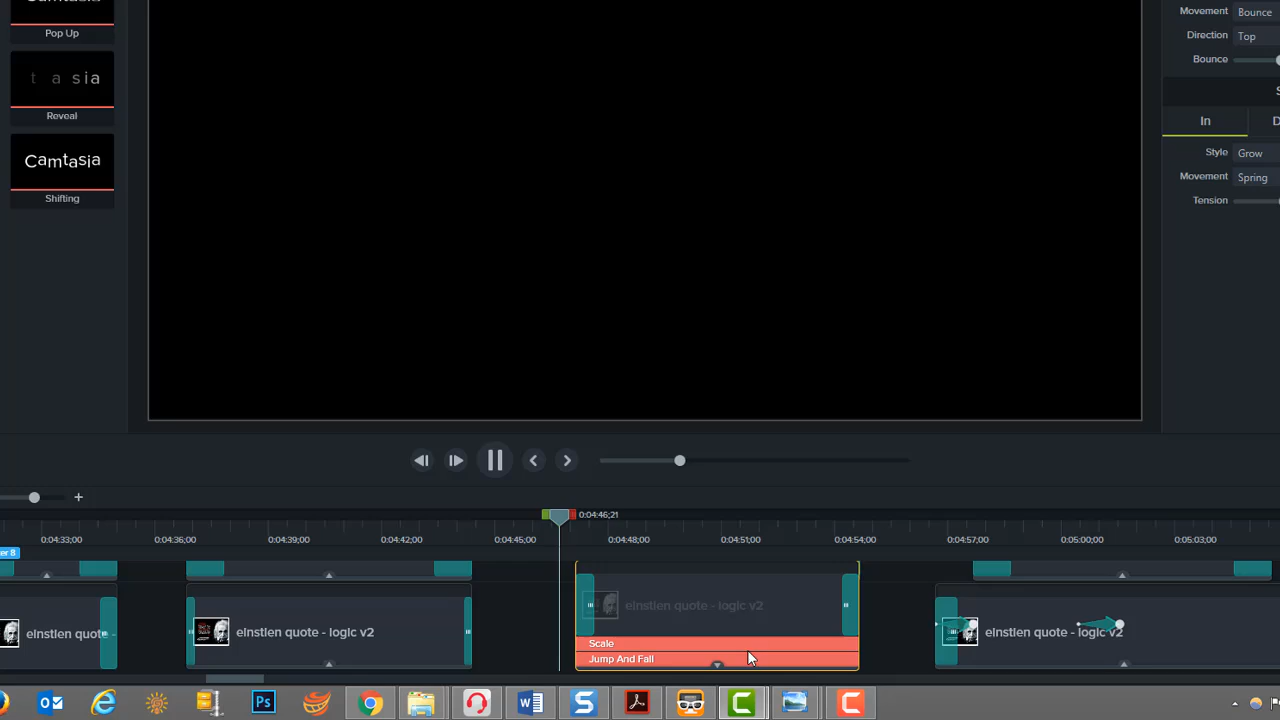 Camtasia
Pop Up
t a sia
Reveal
Camtasia
Shifting
Movement Bounce
Direction Top
Bounce
In
Style Grow
Movement Spring
Tension
0:04:46;21
0:04:33;00 0:04:36;00 0:04:39;00 0:04:42;00 0:04:45;00 0:04:48;00 0:04:51;00 0:04:54;00 0:04:57;00 0:05:00;00 0:05:03;00
er 8
einstien quote - logic v2
einstien quote - einstien quote - logic v2 einstien quote - logic v2
Scale
Jump And Fall